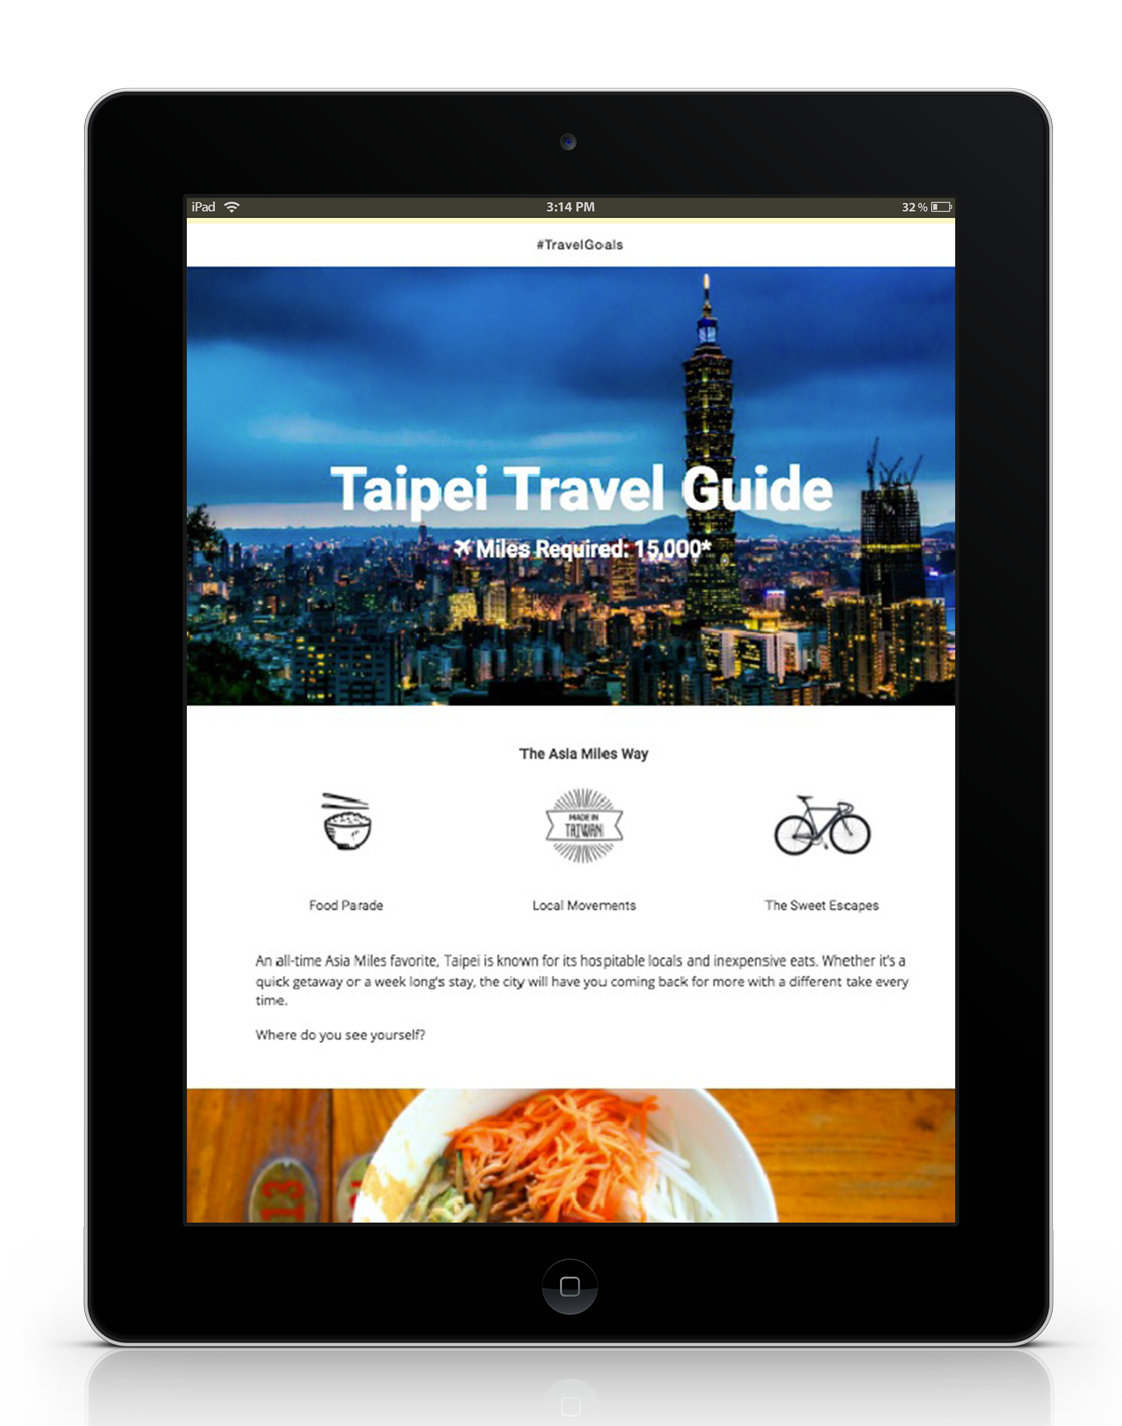 iPad 3:14 PM 32%
#TravelGoals
Taipei Travel Guide
Miles Required: 15,000*
The Asia Miles Way
MADE IN
TAIWAN
Food Parade Local Movements The Sweet Escapes
An all-time Asia Miles favorite, Taipei is known for its hospitable locals and inexpensive eats. Whether it's a
quick getaway or a week long's stay, the city will have you coming back for more with a different take every
time.
Where do you see yourself?
13